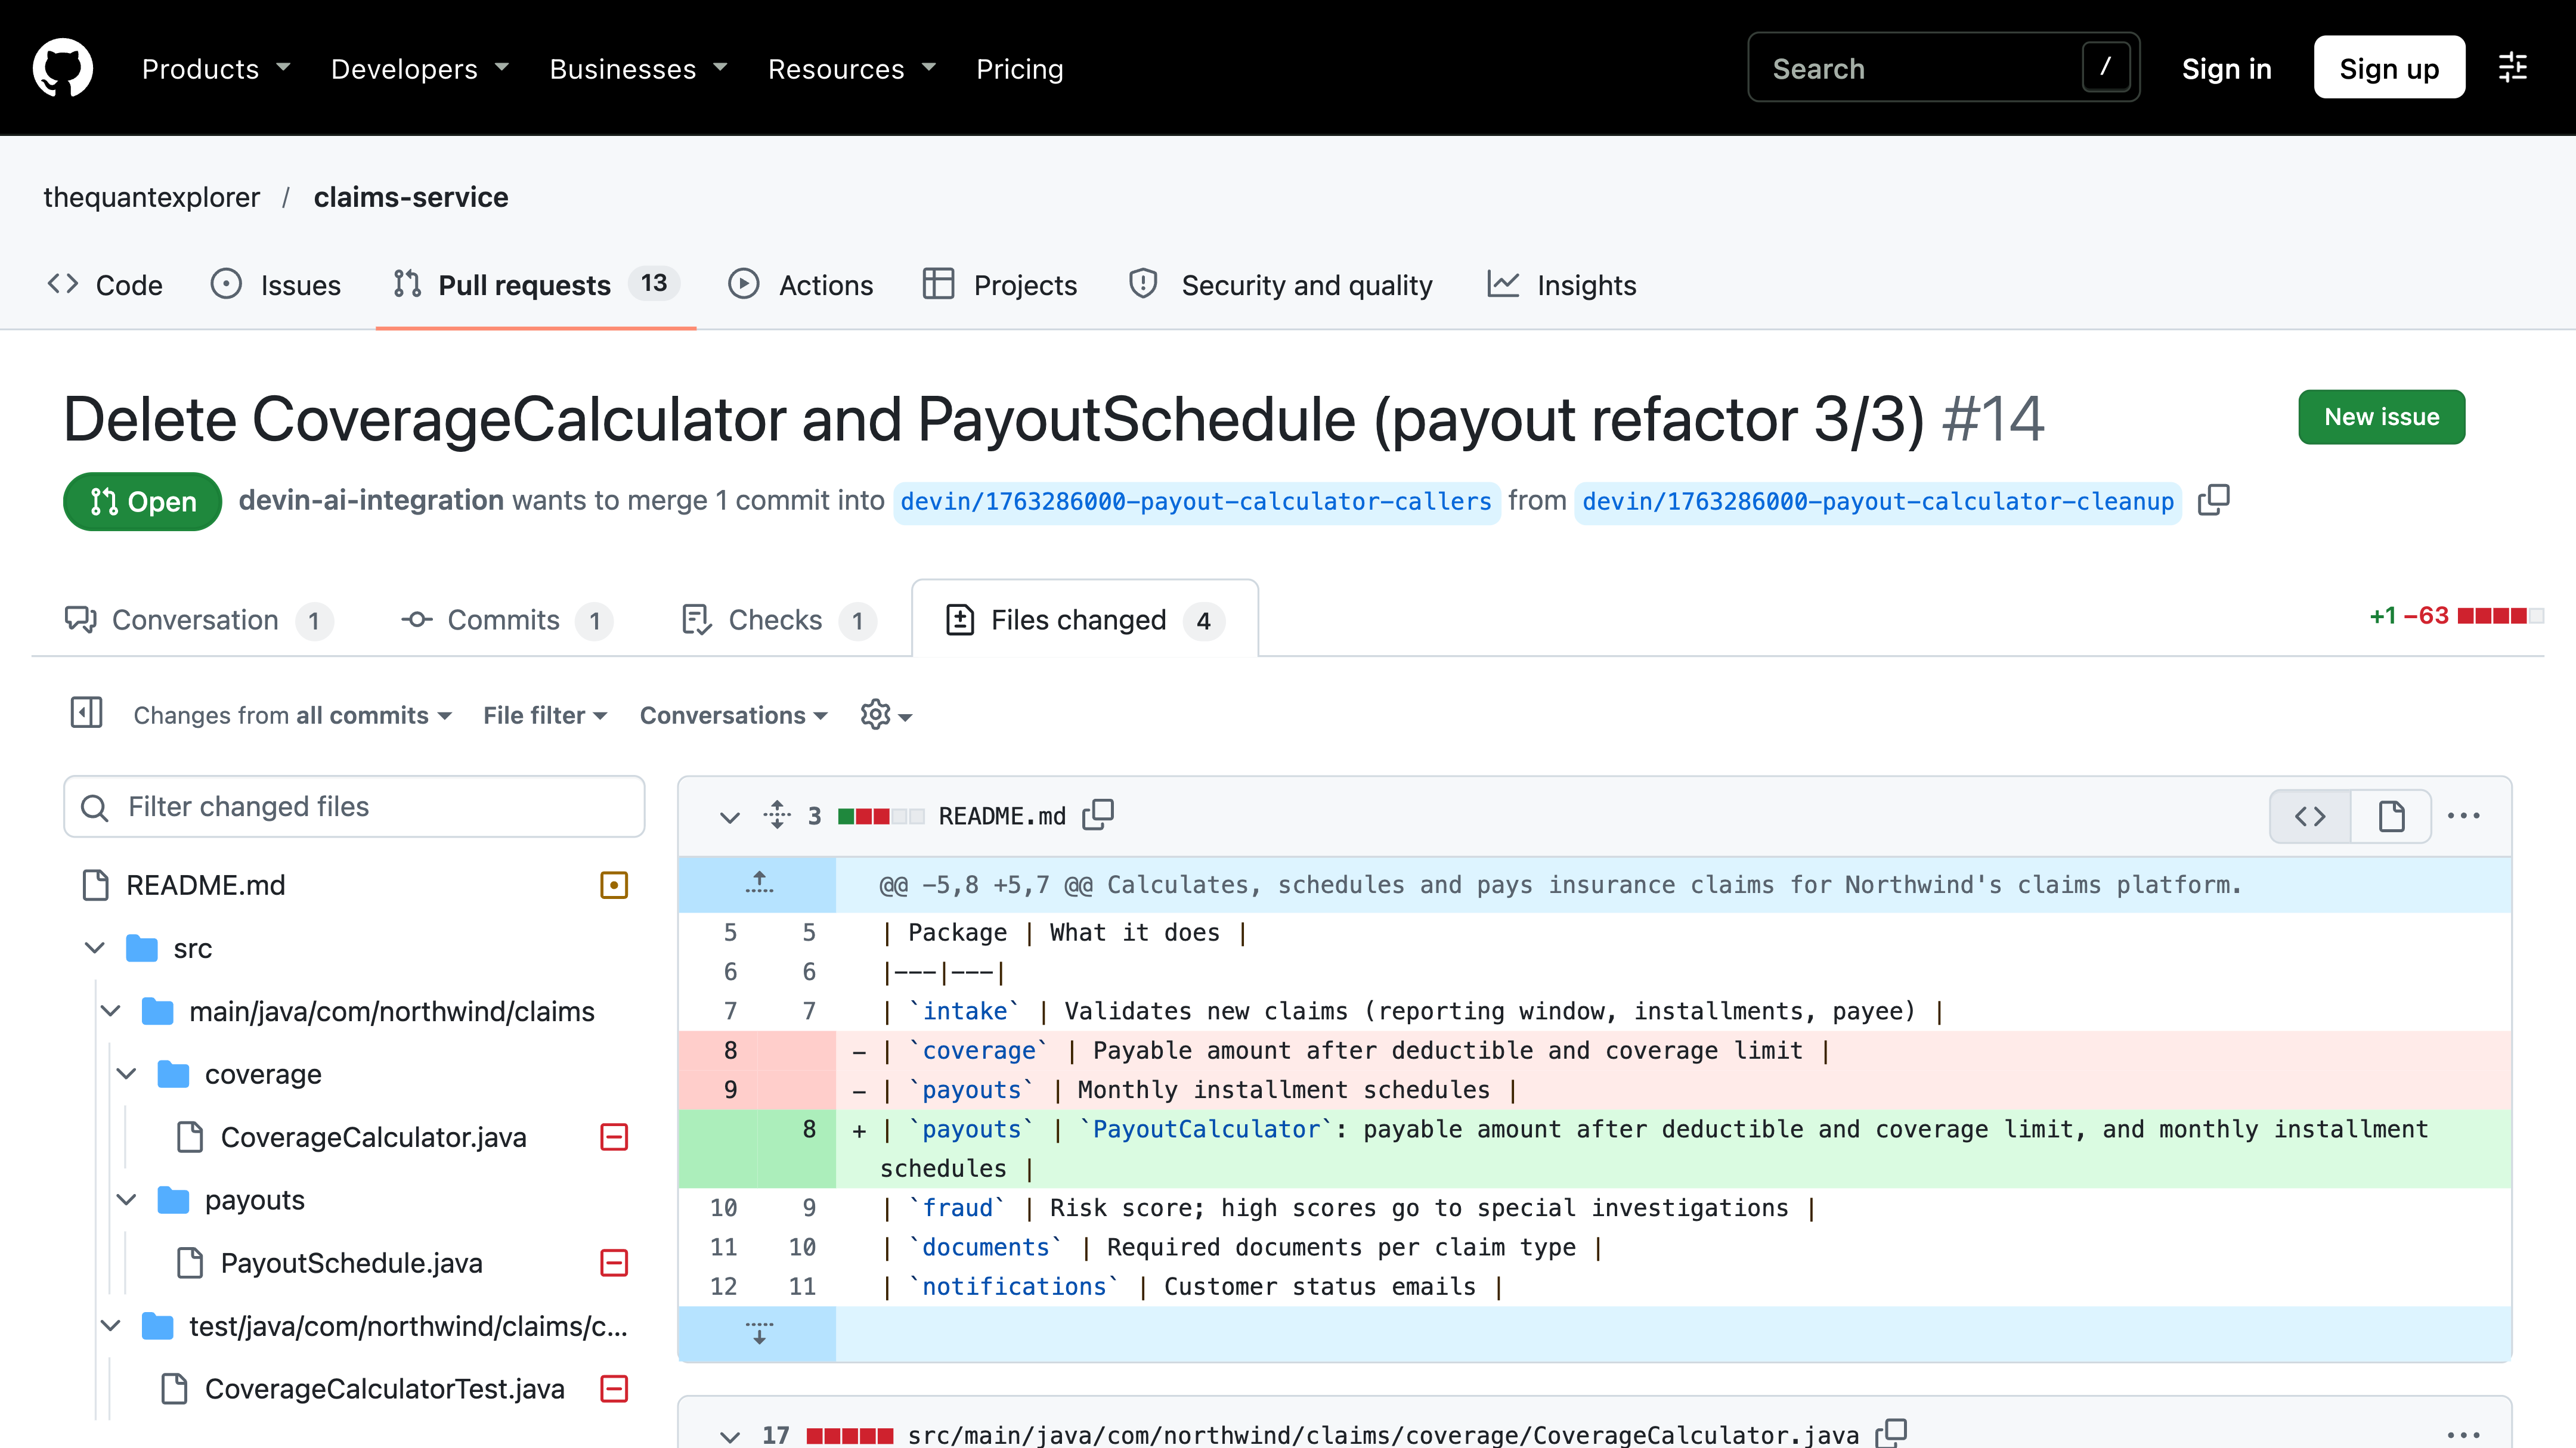 Products Developers Businesses Resources Pricing Search / Sign in Sign up
thequantexplorer / claims-service
Code Issues Pull requests 13 Actions Projects Security and quality Insights
Delete CoverageCalculator and PayoutSchedule (payout refactor 3/3) #14 New issue
Open devin-ai-integration wants to merge 1 commit into devin/1763286000-payout-calculator-callers from devin/1763286000-payout-calculator-cleanup
Conversation 1 Commits 1 Checks 1 Files changed 4 +1 −63
Changes from all commits File filter Conversations
Filter changed files
README.md
src
main/java/com/northwind/claims
coverage
CoverageCalculator.java
payouts
PayoutSchedule.java
test/java/com/northwind/claims/c...
CoverageCalculatorTest.java
3 README.md
@@ -5,8 +5,7 @@ Calculates, schedules and pays insurance claims for Northwind's claims platform.
5 5 | Package | What it does |
6 6 |---|---|
7 7 | `intake` | Validates new claims (reporting window, installments, payee) |
8 - | `coverage` | Payable amount after deductible and coverage limit |
9 - | `payouts` | Monthly installment schedules |
8 + | `payouts` | `PayoutCalculator`: payable amount after deductible and coverage limit, and monthly installment
schedules |
10 9 | `fraud` | Risk score; high scores go to special investigations |
11 10 | `documents` | Required documents per claim type |
12 11 | `notifications` | Customer status emails |
17 src/main/java/com/northwind/claims/coverage/CoverageCalculator.java